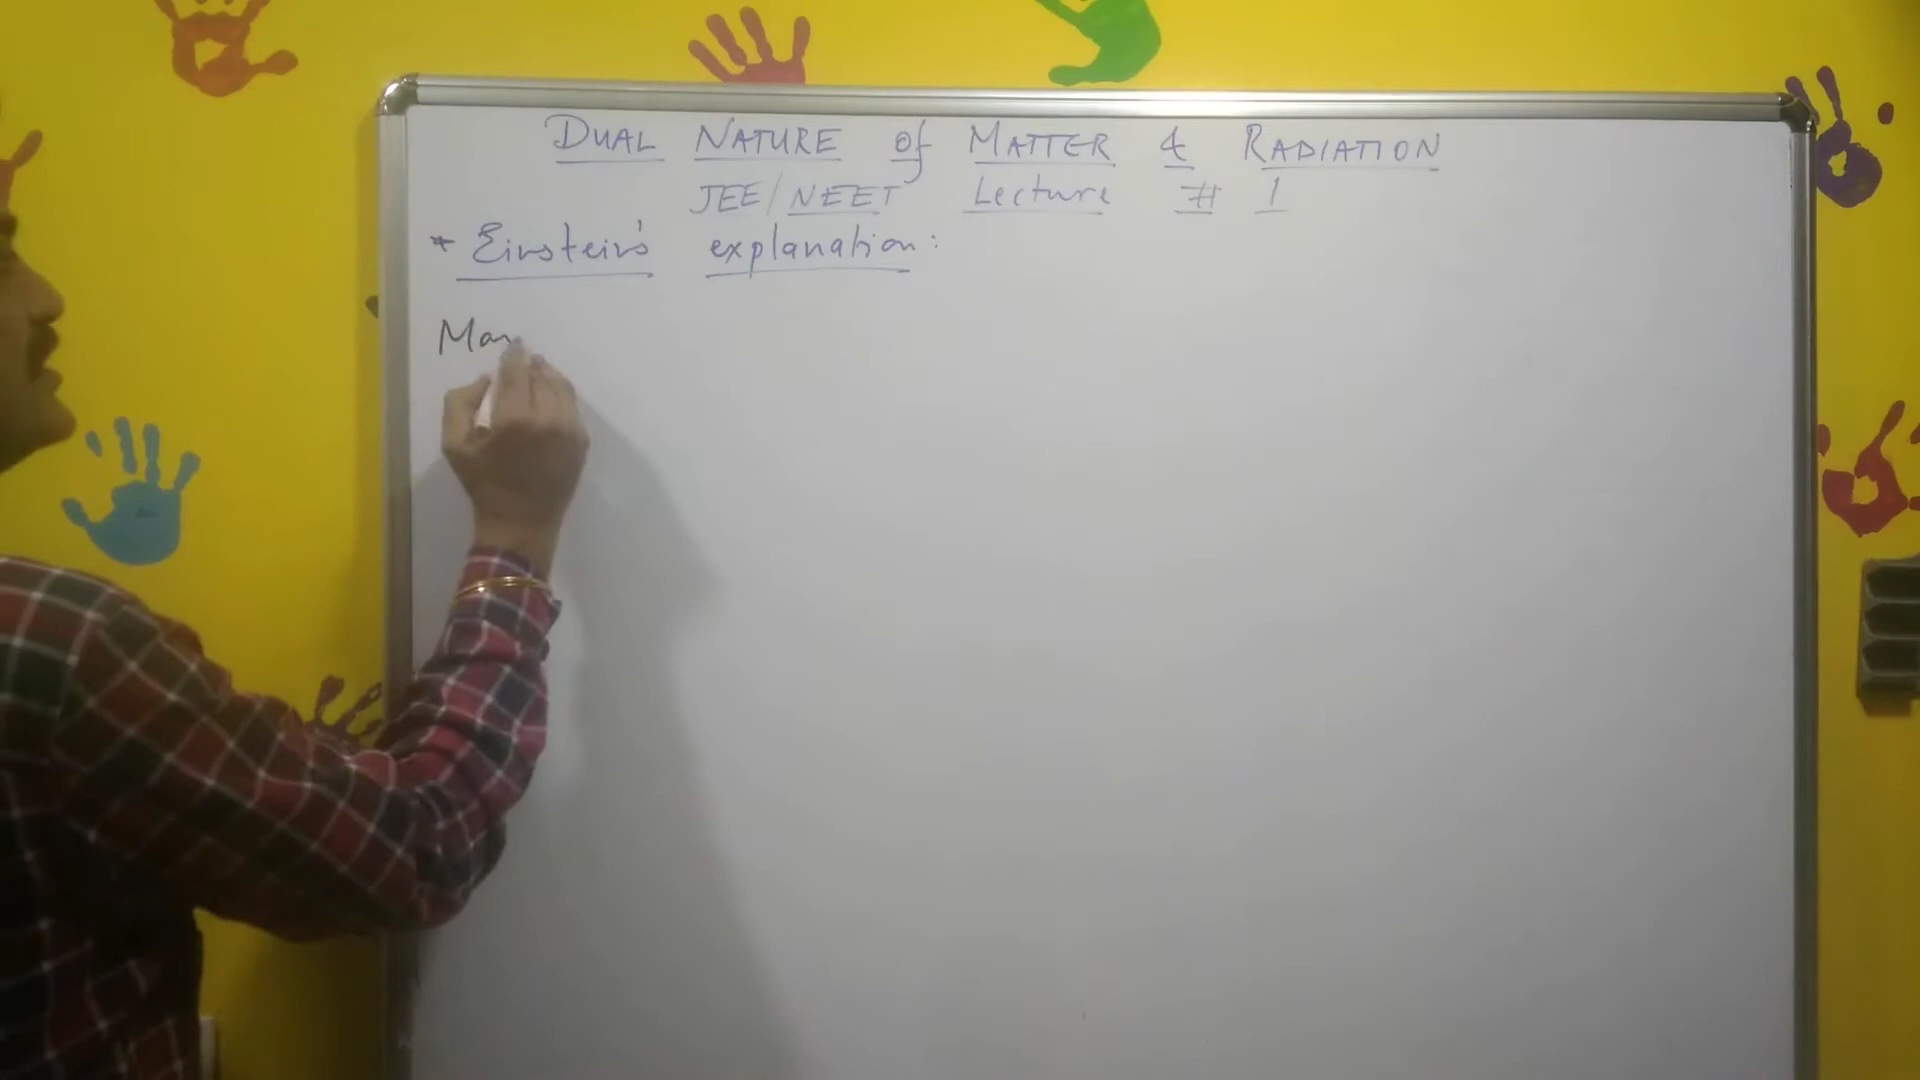 DUAL NATURE of MATTER & RADIATION
JEE/NEET Lecture # 1
* Einstein's explanation: